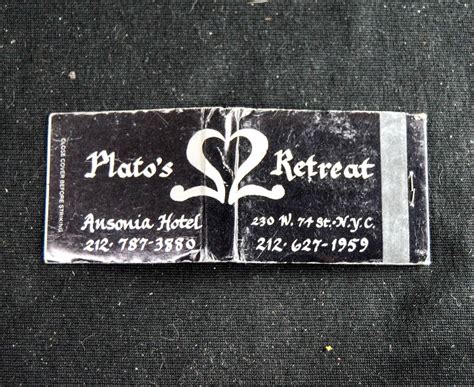 CLOSE COVER BEFORE STRIKING
Plato's Retreat
Ansonia Hotel
212·787-3880
230 W. 74 St.·N.Y.C.
212·627-1959